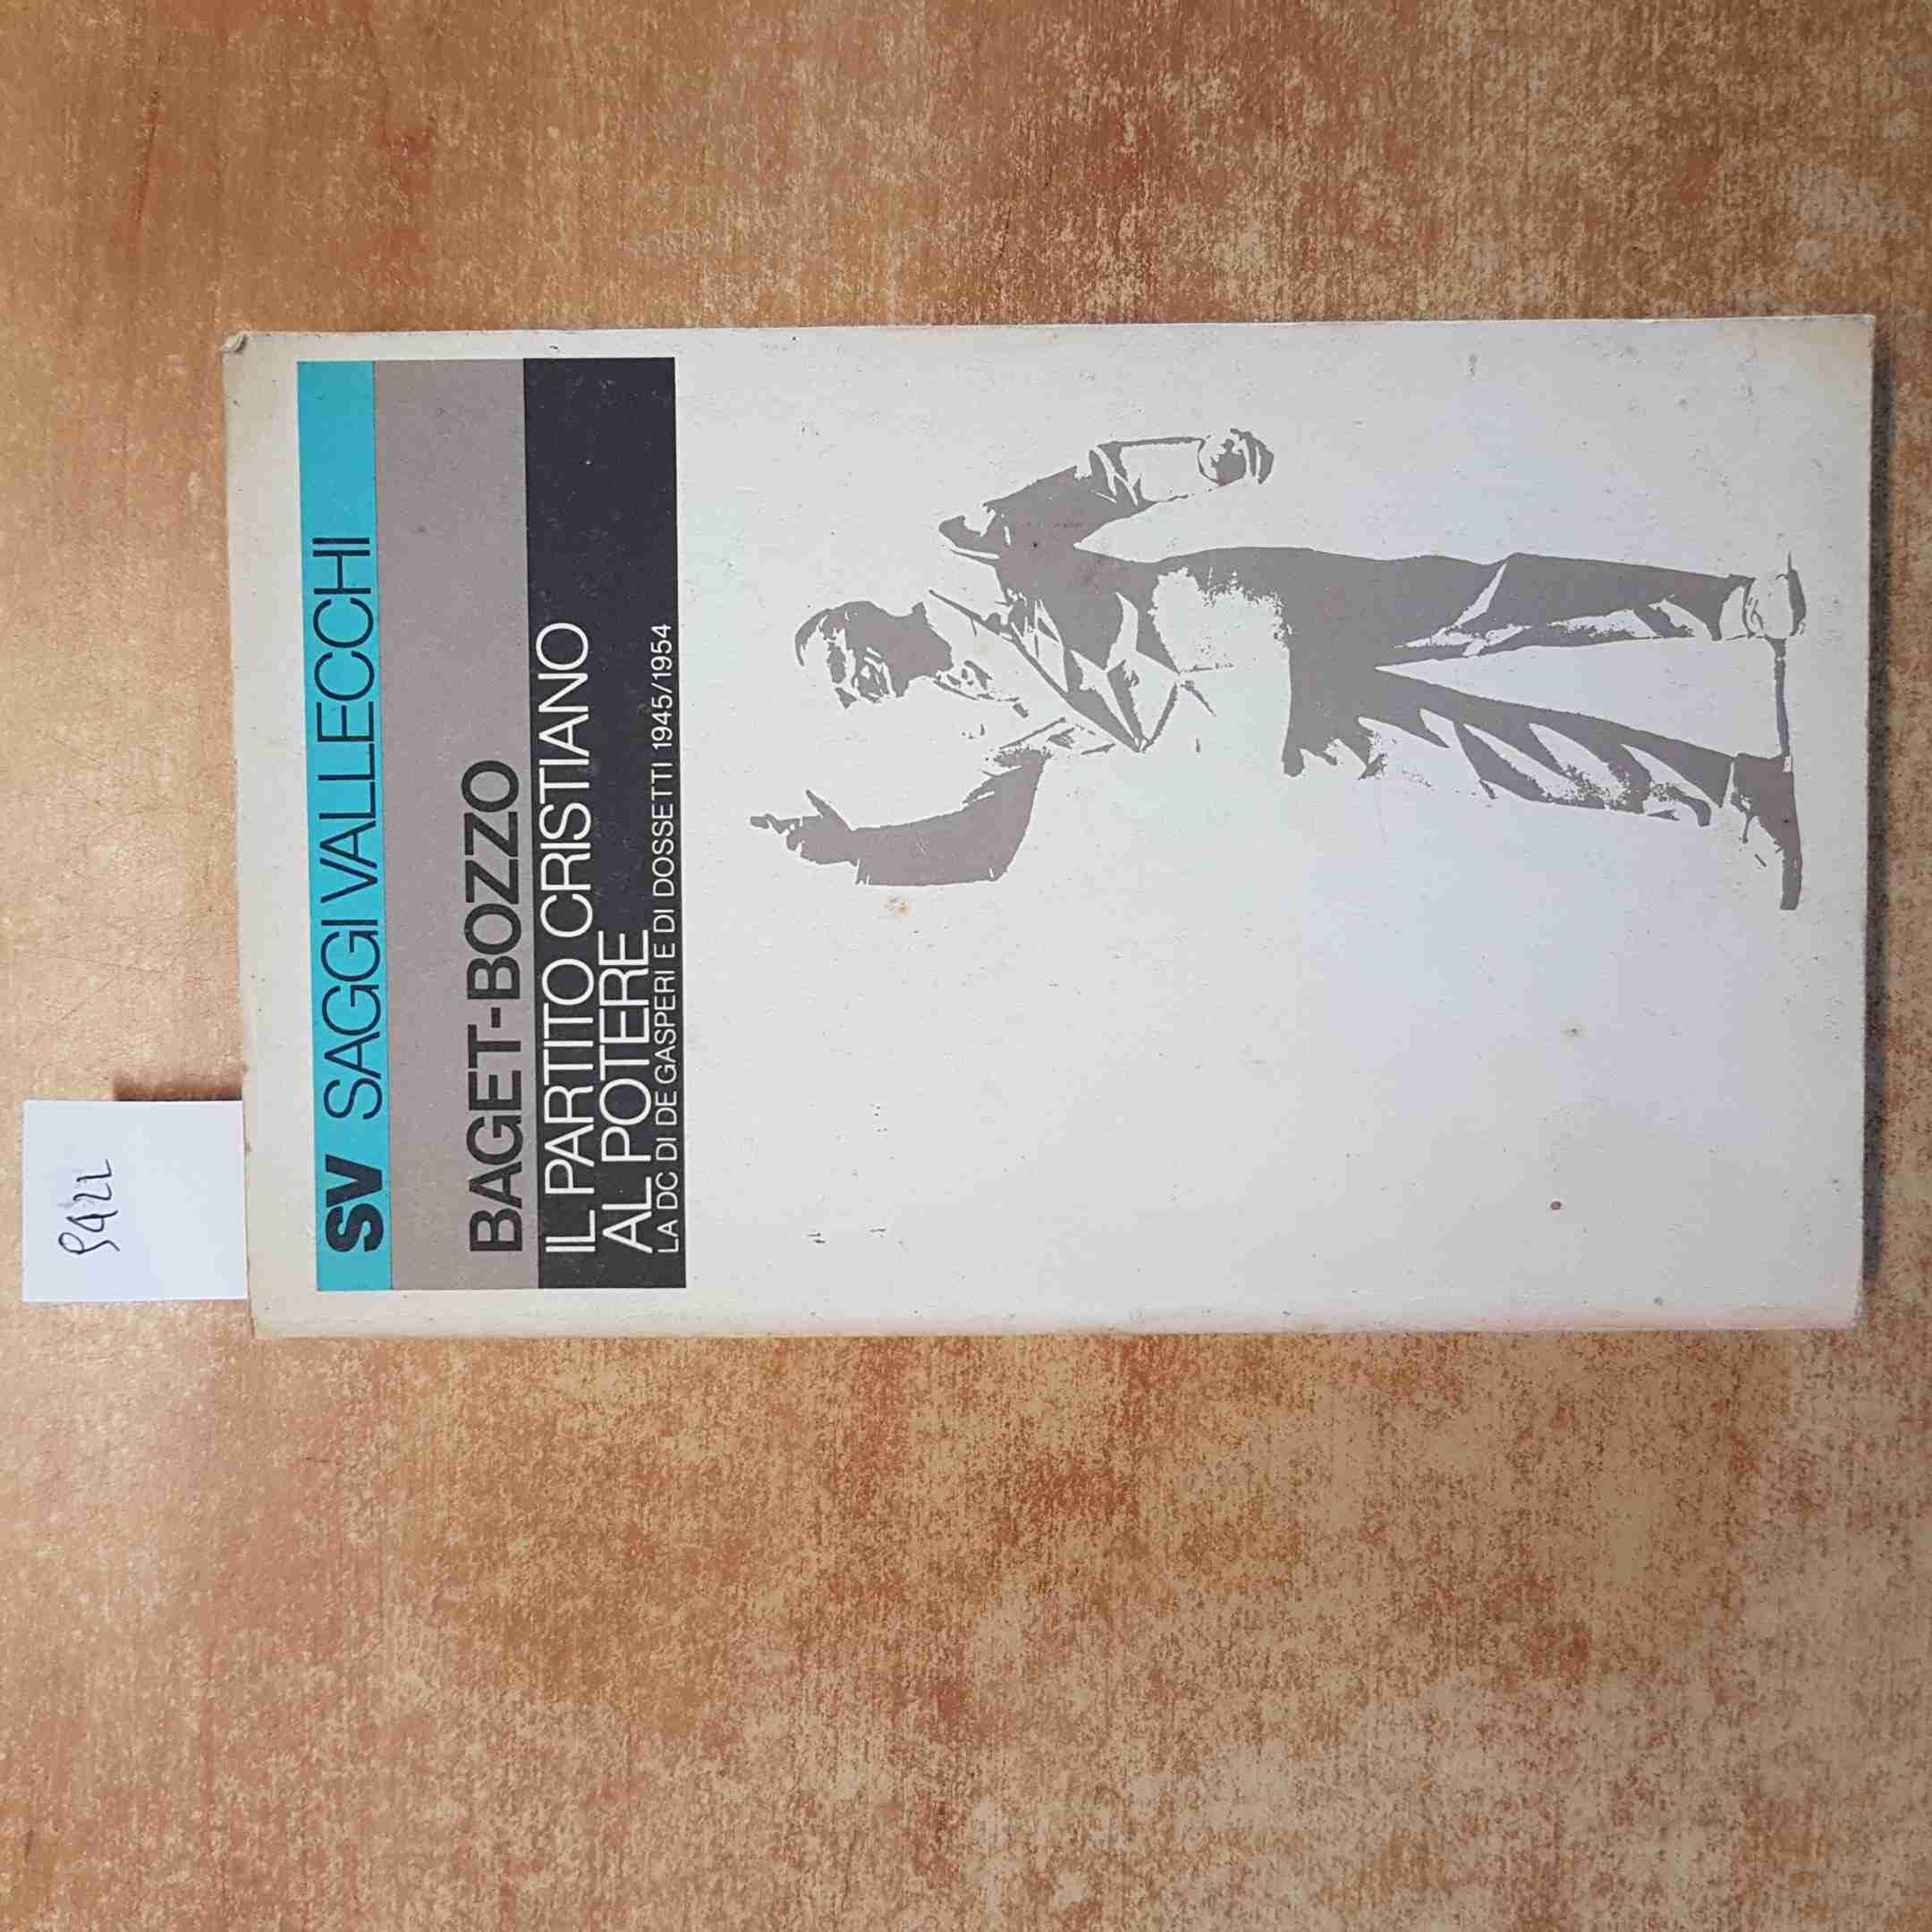 SV SAGGI VALLECCHI
BAGET-BOZZO
IL PARTITO CRISTIANO
AL POTERE
LA DC DI DE GASPERI E DI DOSSETTI 1945/1954